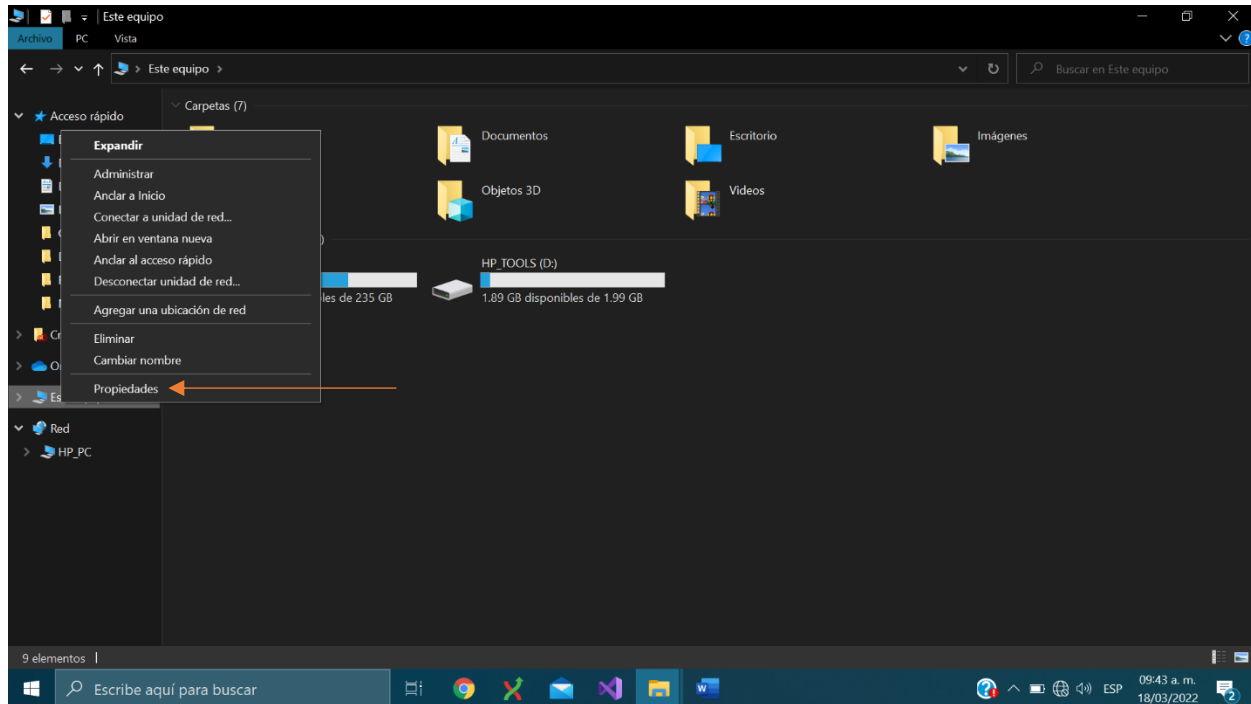 Este equipo
Archivo PC Vista
Este equipo
Buscar en Este equipo
Acceso rápido
Carpetas (7)
Documentos
Escritorio
Imágenes
Objetos 3D
Videos
Expandir
Administrar
Anclar a Inicio
Conectar a unidad de red...
Abrir en ventana nueva
Anclar al acceso rápido
Desconectar unidad de red...
Agregar una ubicación de red
Eliminar
Cambiar nombre
Propiedades
HP_TOOLS (D:)
de 235 GB
1.89 GB disponibles de 1.99 GB
Red
HP_PC
9 elementos
Escribe aquí para buscar
ESP
09:43 a. m.
18/03/2022
2